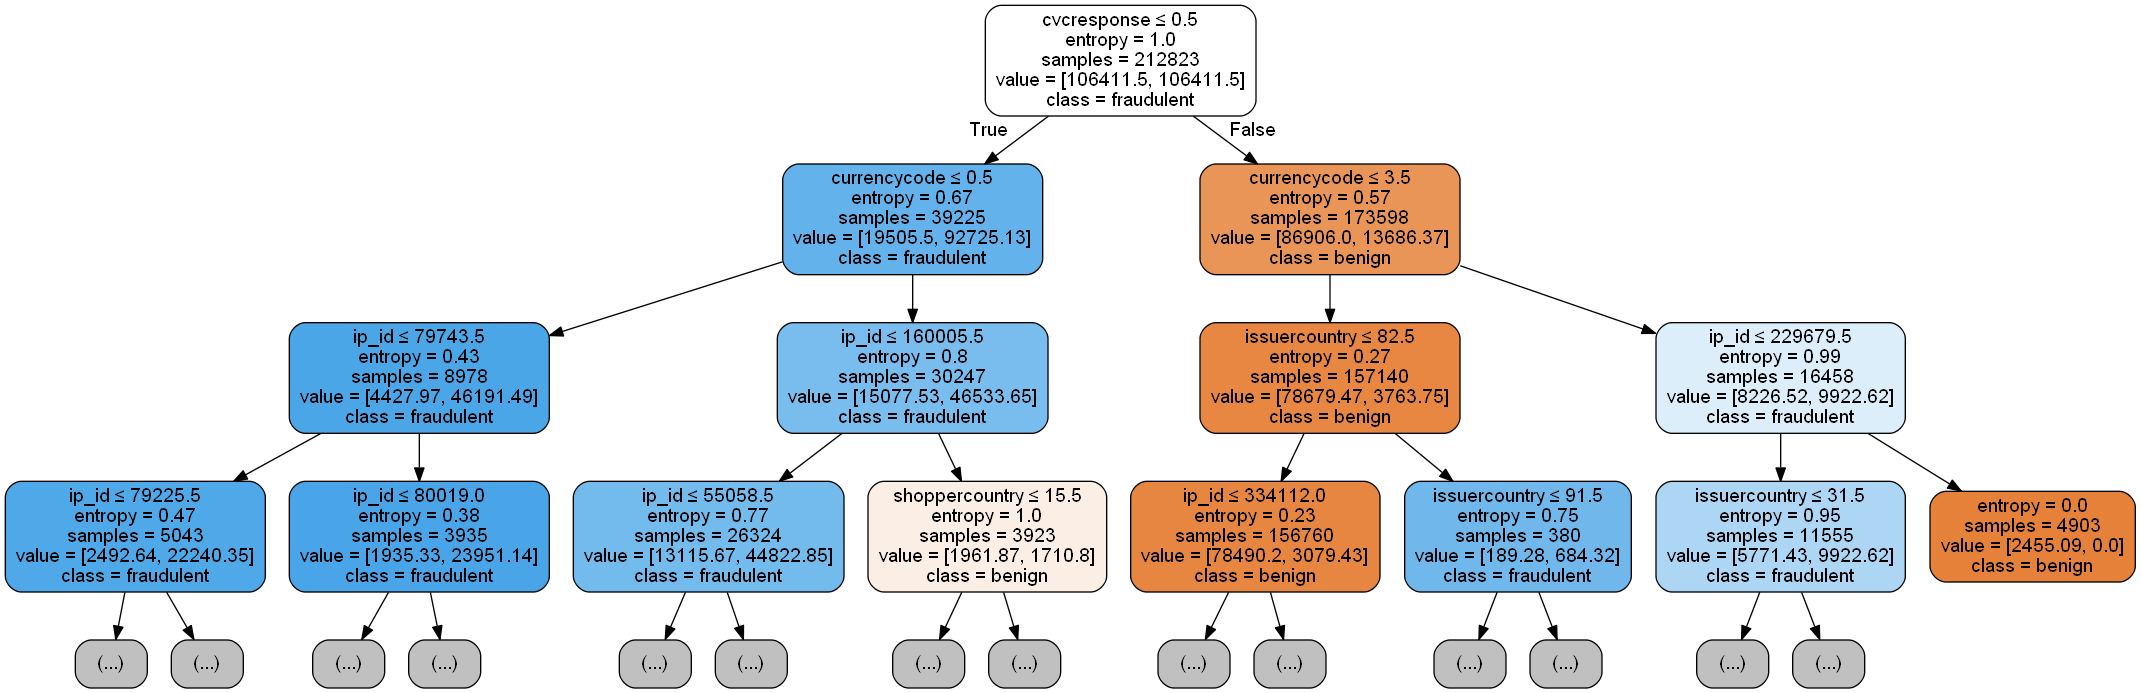 cvcresponse ≤ 0.5
entropy = 1.0
samples = 212823
value = [106411.5, 106411.5]
class = fraudulent
True
False
currencycode ≤ 0.5
entropy = 0.67
samples = 39225
value = [19505.5, 92725.13]
class = fraudulent
currencycode ≤ 3.5
entropy = 0.57
samples = 173598
value = [86906.0, 13686.37]
class = benign
ip_id ≤ 79743.5
entropy = 0.43
samples = 8978
value = [4427.97, 46191.49]
class = fraudulent
ip_id ≤ 160005.5
entropy = 0.8
samples = 30247
value = [15077.53, 46533.65]
class = fraudulent
issuercountry ≤ 82.5
entropy = 0.27
samples = 157140
value = [78679.47, 3763.75]
class = benign
ip_id ≤ 229679.5
entropy = 0.99
samples = 16458
value = [8226.52, 9922.62]
class = fraudulent
ip_id ≤ 79225.5
entropy = 0.47
samples = 5043
value = [2492.64, 22240.35]
class = fraudulent
ip_id ≤ 80019.0
entropy = 0.38
samples = 3935
value = [1935.33, 23951.14]
class = fraudulent
ip_id ≤ 55058.5
entropy = 0.77
samples = 26324
value = [13115.67, 44822.85]
class = fraudulent
shoppercountry ≤ 15.5
entropy = 1.0
samples = 3923
value = [1961.87, 1710.8]
class = benign
ip_id ≤ 334112.0
entropy = 0.23
samples = 156760
value = [78490.2, 3079.43]
class = benign
issuercountry ≤ 91.5
entropy = 0.75
samples = 380
value = [189.28, 684.32]
class = fraudulent
issuercountry ≤ 31.5
entropy = 0.95
samples = 11555
value = [5771.43, 9922.62]
class = fraudulent
entropy = 0.0
samples = 4903
value = [2455.09, 0.0]
class = benign
(...)
(...)
(...)
(...)
(...)
(...)
(...)
(...)
(...)
(...)
(...)
(...)
(...)
(...)